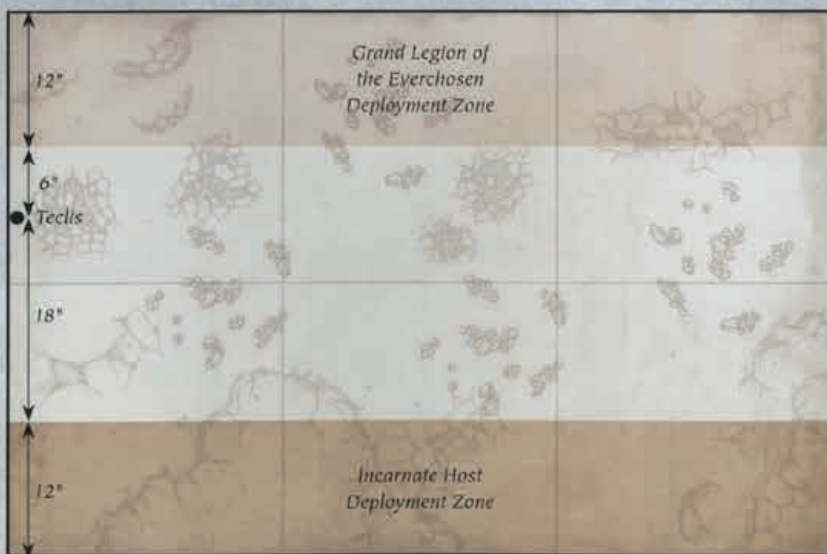 Grand Legion of
the Everchosen
Deployment Zone
12"
6"
Teclis
18"
12"
Incarnate Host
Deployment Zone